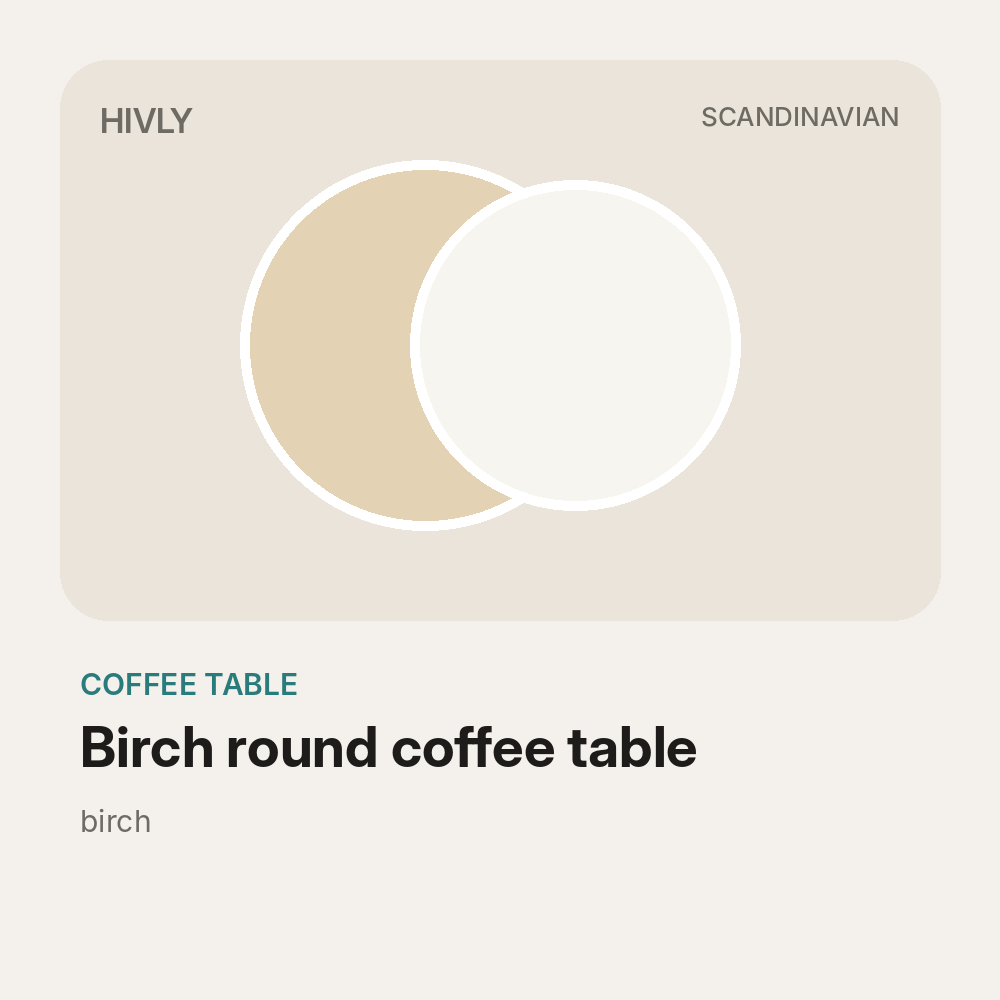 HIVLY
SCANDINAVIAN
COFFEE TABLE
Birch round coffee table
birch